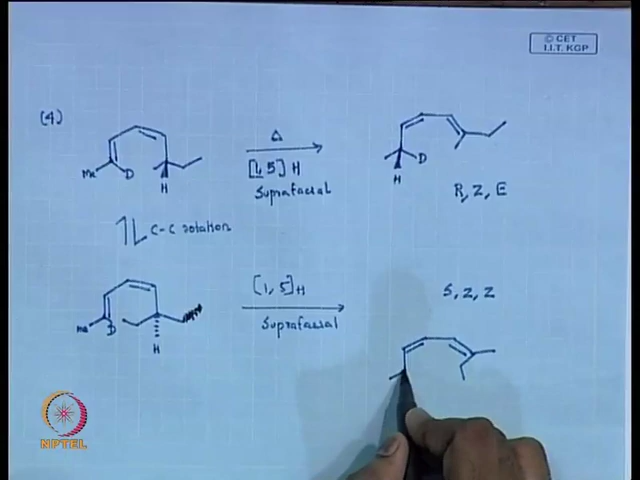 © CET
I.I.T. KGP
(4)
Me
D
H
Δ
[1,5] H
Suprafacial
D
H
R, Z, E
C-C rotation
Me
D
H
[1,5]H
Suprafacial
S, Z, Z
NPTEL